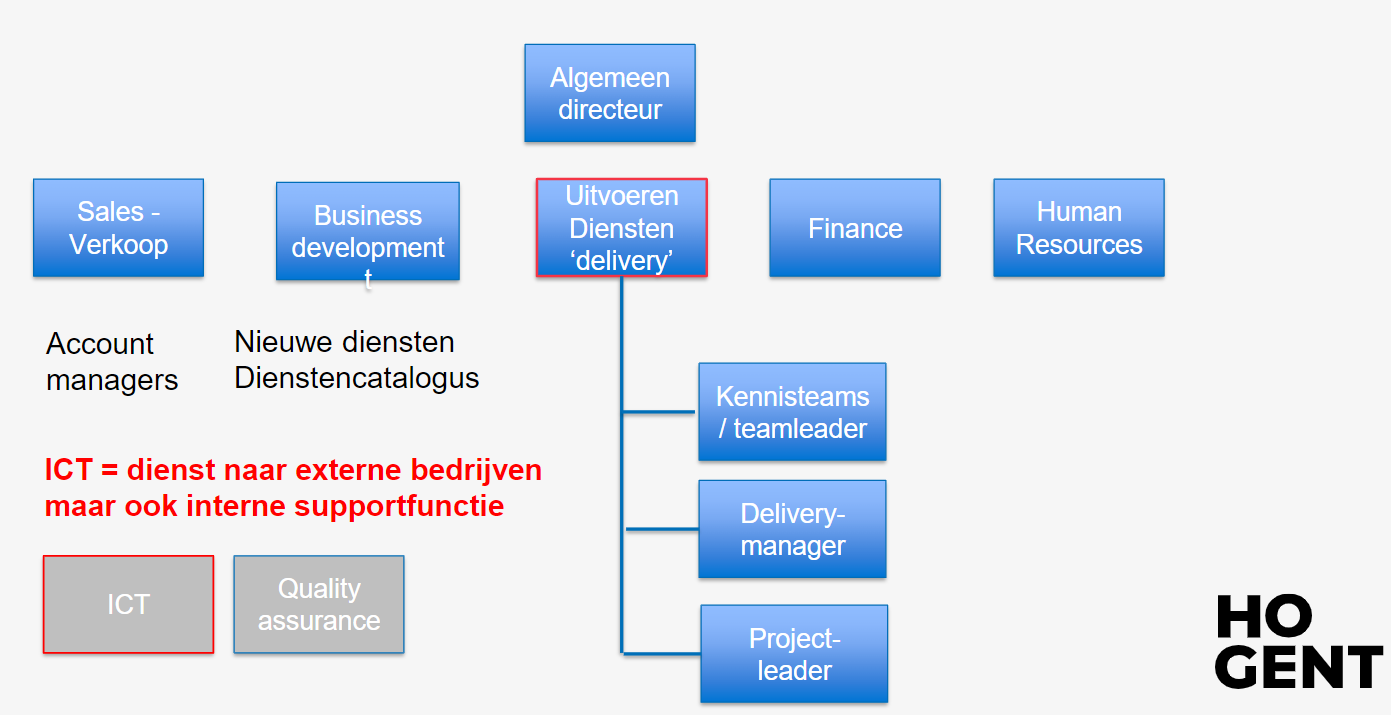 Algemeen
directeur
Sales -
Verkoop
Business
development
t
Uitvoeren
Diensten
‘delivery’
Finance
Human
Resources
Account
managers
Nieuwe diensten
Dienstencatalogus
Kennisteams
/ teamleader
ICT = dienst naar externe bedrijven
maar ook interne supportfunctie
Delivery-
manager
ICT
Quality
assurance
Project-
leader
HO
GENT